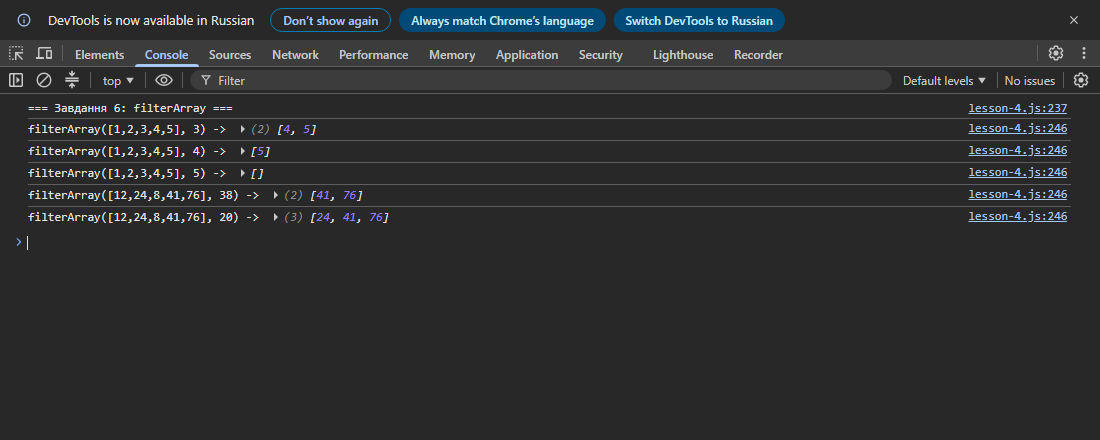 DevTools is now available in Russian Don't show again Always match Chrome's language Switch DevTools to Russian
Elements Console Sources Network Performance Memory Application Security Lighthouse Recorder
top Filter Default levels No issues
=== Завдання 6: filterArray === lesson-4.js:237
filterArray([1,2,3,4,5], 3) -> (2) [4, 5] lesson-4.js:246
filterArray([1,2,3,4,5], 4) -> [5] lesson-4.js:246
filterArray([1,2,3,4,5], 5) -> [] lesson-4.js:246
filterArray([12,24,8,41,76], 38) -> (2) [41, 76] lesson-4.js:246
filterArray([12,24,8,41,76], 20) -> (3) [24, 41, 76] lesson-4.js:246